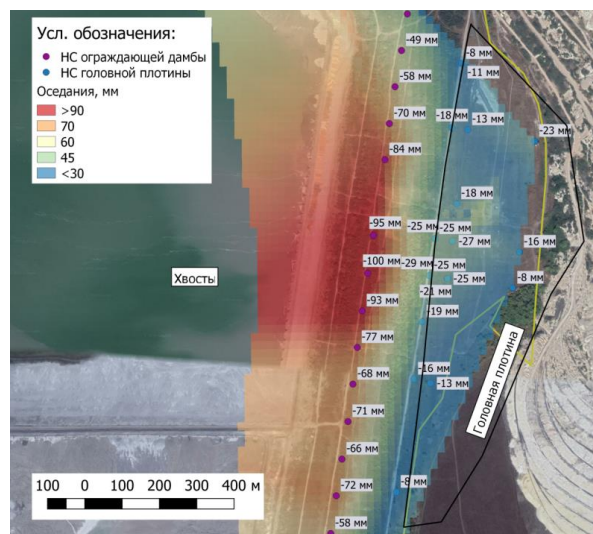 Усл. обозначения:
НС ограждающей дамбы
НС головной плотины
Оседания, мм
>90
70
60
45
<30
-49 мм
-8 мм
-11 мм
-58 мм
-70 мм
-18 мм
-13 мм
-23 мм
-84 мм
-18 мм
-95 мм
-25 мм
-25 мм
-27 мм
-16 мм
-100 мм
-29 мм
-25 мм
-25 мм
-8 мм
Хвосты
-93 мм
-21 мм
-19 мм
-77 мм
-68 мм
-16 мм
-13 мм
Головная плотина
-71 мм
-66 мм
-72 мм
-8 мм
-58 мм
100 0 100 200 300 400 м